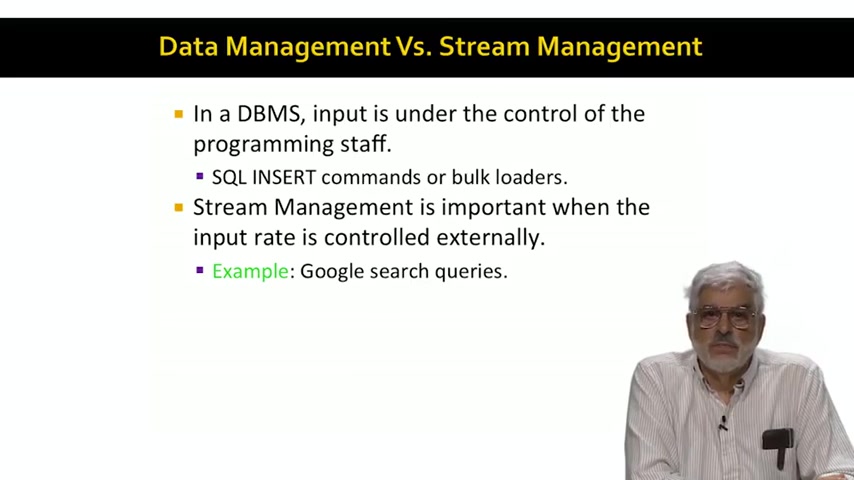 Data Management Vs. Stream Management
In a DBMS, input is under the control of the
programming staff.
SQL INSERT commands or bulk loaders.
Stream Management is important when the
input rate is controlled externally.
Example: Google search queries.